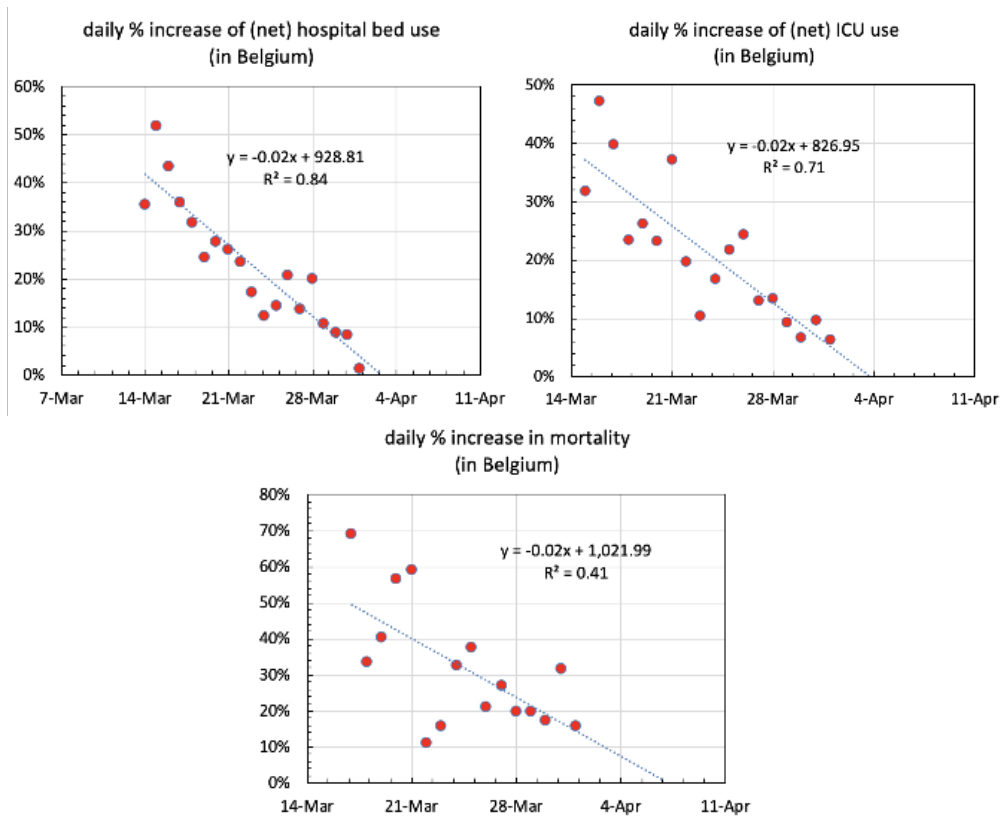 daily % increase of (net) hospital bed use
(in Belgium)
60%
50%
40%
30%
20%
10%
0%
y = -0.02x + 928.81
R² = 0.84
7-Mar 14-Mar 21-Mar 28-Mar 4-Apr 11-Apr
daily % increase of (net) ICU use
(in Belgium)
50%
40%
30%
20%
10%
0%
y = -0.02x + 826.95
R² = 0.71
14-Mar 21-Mar 28-Mar 4-Apr 11-Apr
daily % increase in mortality
(in Belgium)
80%
70%
60%
50%
40%
30%
20%
10%
0%
y = -0.02x + 1,021.99
R² = 0.41
14-Mar 21-Mar 28-Mar 4-Apr 11-Apr